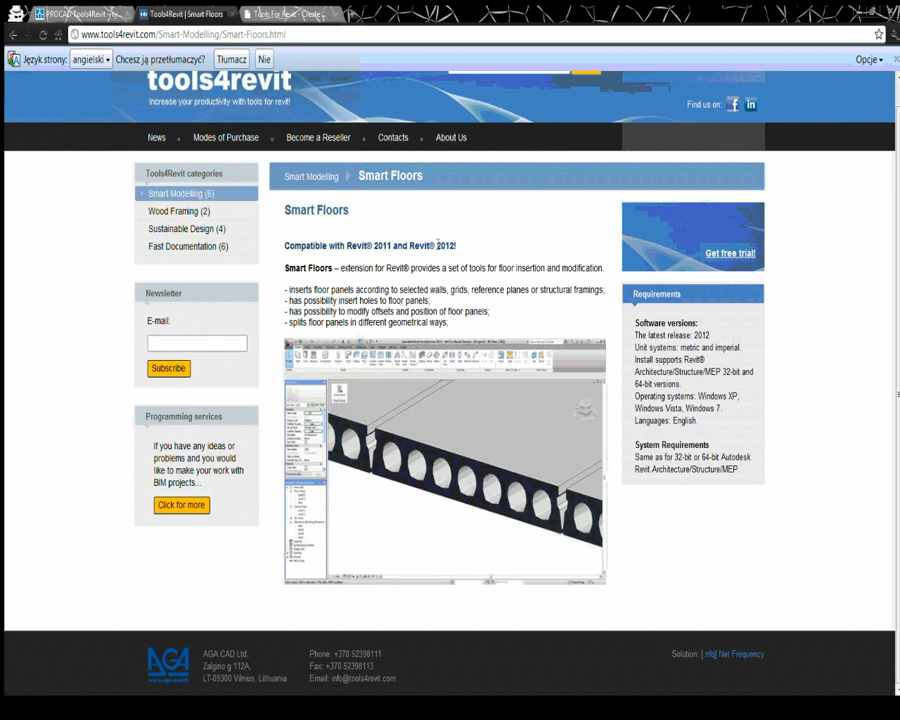 PROCAD Tools4Revit
Tools4Revit | Smart Floors
Tools For Revit - Create
www.tools4revit.com/Smart-Modelling/Smart-Floors.html
Język strony: angielski Chcesz ją przetłumaczyć? Tłumacz Nie Opcje
tools4revit
Increase your productivity with tools for revit!
Find us on:
News Modes of Purchase Become a Reseller Contacts About Us
Tools4Revit categories
Smart Modelling (6)
Wood Framing (2)
Sustainable Design (4)
Fast Documentation (6)
Newsletter
E-mail:
Subscribe
Programming services
If you have any ideas or
problems and you would
like to make your work with
BIM projects...
Click for more
Smart Modelling Smart Floors
Smart Floors
Compatible with Revit® 2011 and Revit® 2012!
Smart Floors – extension for Revit® provides a set of tools for floor insertion and modification.
- inserts floor panels according to selected walls, grids, reference planes or structural framings;
- has possibility insert holes to floor panels;
- has possibility to modify offsets and position of floor panels;
- splits floor panels in different geometrical ways;
Get free trial!
Requirements
Software versions:
The latest release: 2012
Unit systems: metric and imperial.
Install supports Revit®
Architecture/Structure/MEP 32-bit and
64-bit versions.
Operating systems: Windows XP,
Windows Vista, Windows 7.
Languages: English.
System Requirements
Same as for 32-bit or 64-bit Autodesk
Revit Architecture/Structure/MEP
AGA
www.aga-cad.lt
AGA CAD Ltd.
Zalgirio g 112A,
LT-09300 Vilnius, Lithuania
Phone: +370 52398111
Fax: +370 52398113
Email: info@tools4revit.com
Solution: [.nfq] Net Frequency